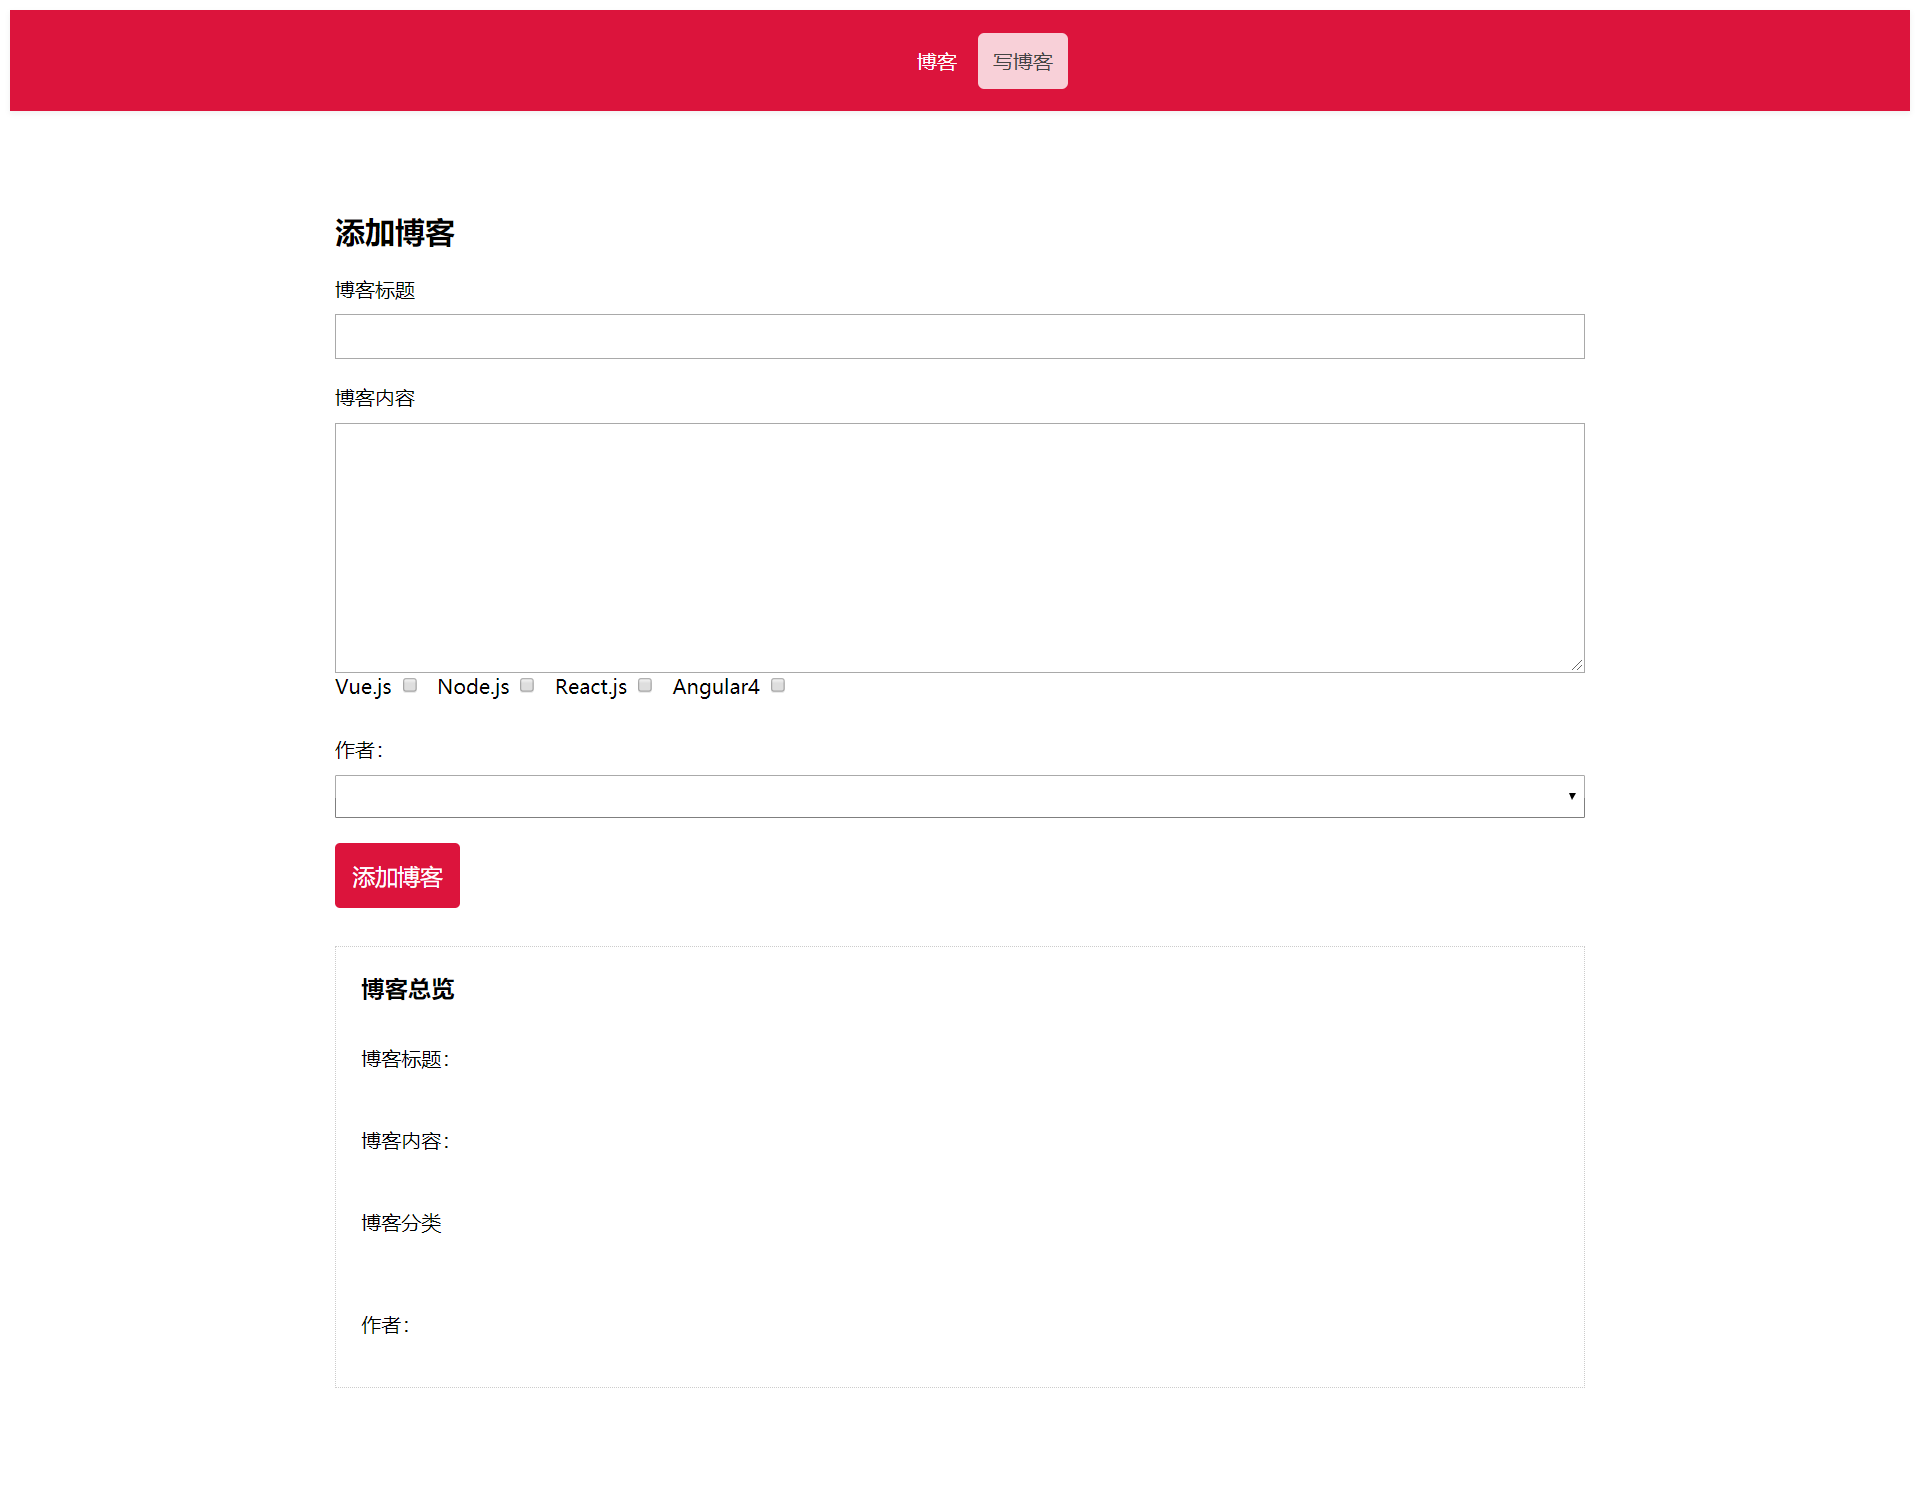 博客 写博客
添加博客
博客标题
博客内容
Vue.js Node.js React.js Angular4
作者：
添加博客
博客总览
博客标题：
博客内容：
博客分类
作者：